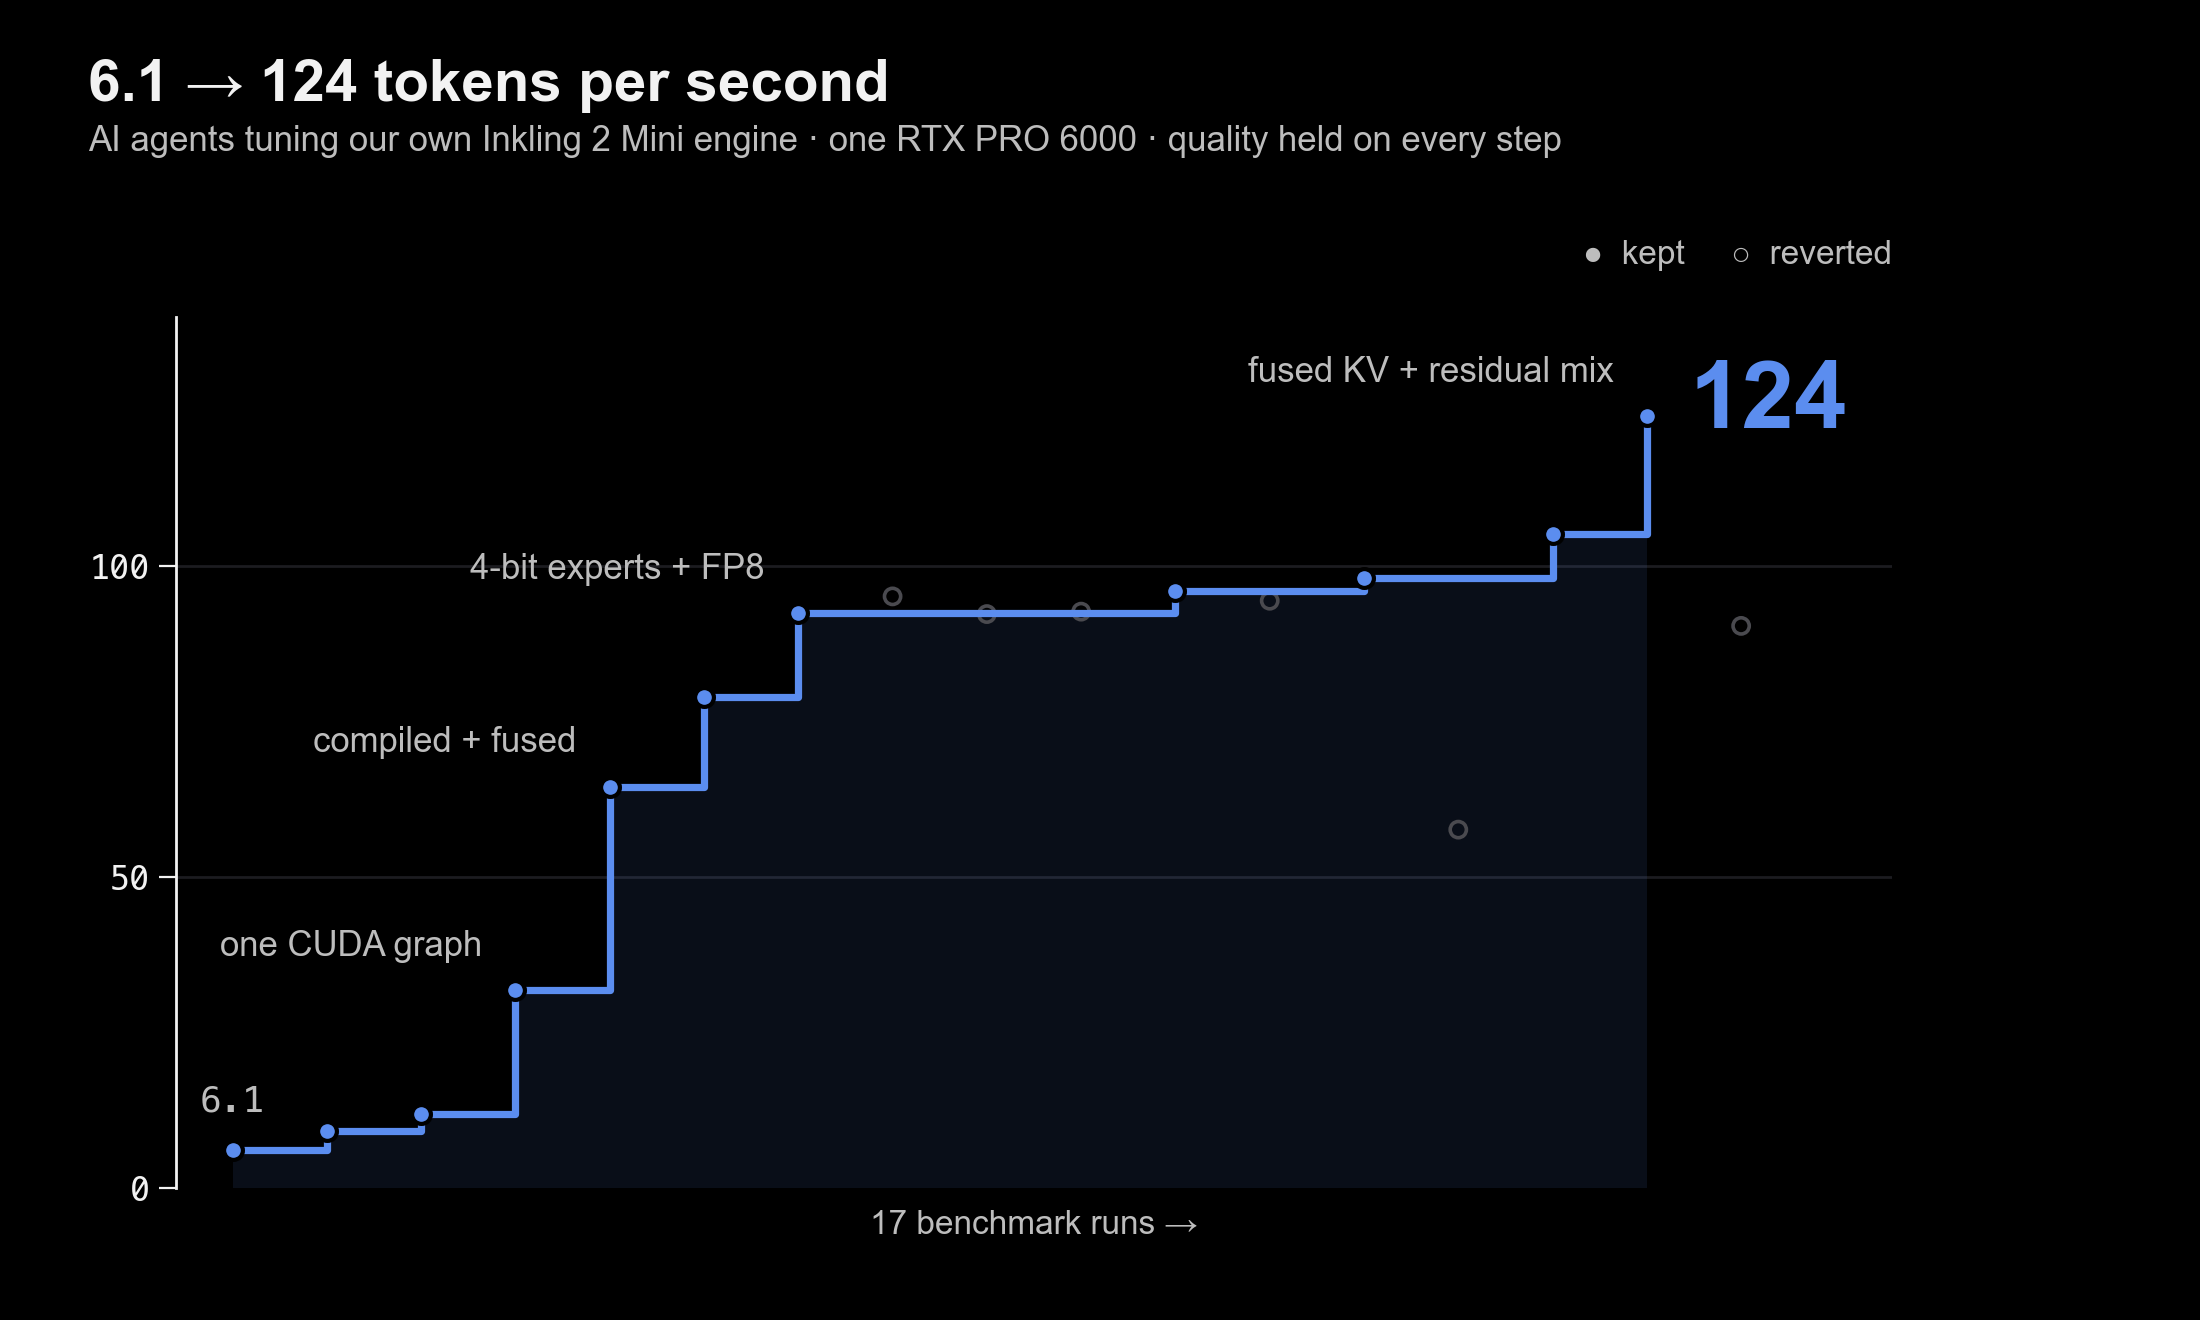 6.1 → 124 tokens per second
AI agents tuning our own Inkling 2 Mini engine · one RTX PRO 6000 · quality held on every step
● kept ○ reverted
fused KV + residual mix
124
100
4-bit experts + FP8
compiled + fused
50
one CUDA graph
6.1
0
17 benchmark runs →